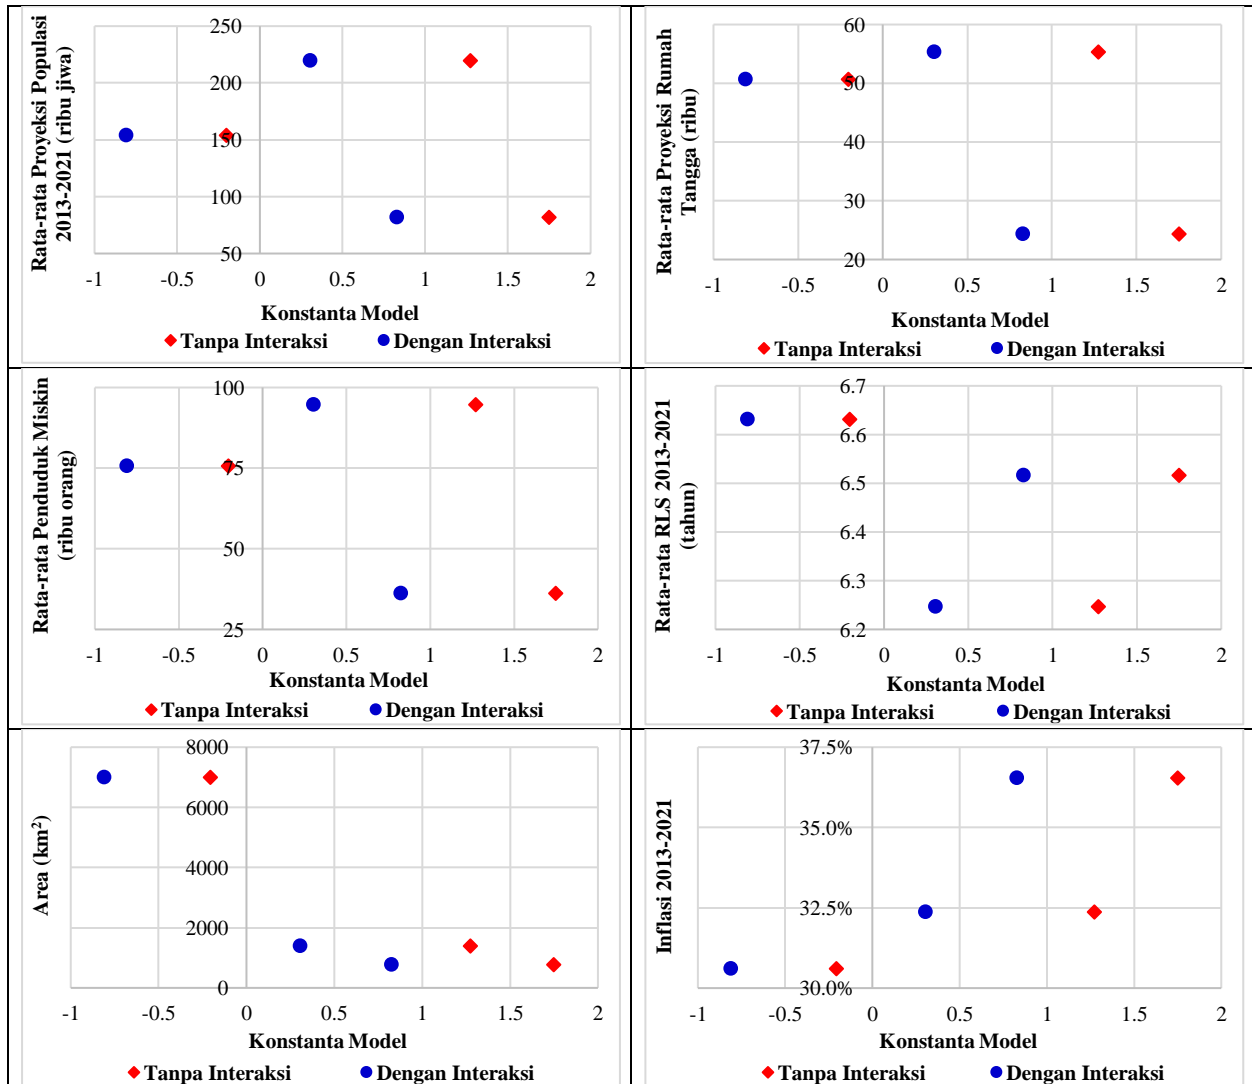 Rata-rata Proyeksi Populasi
2013-2021 (ribu jiwa)
250
200
150
100
50
-1 -0.5 0 0.5 1 1.5 2
Konstanta Model
Tanpa Interaksi Dengan Interaksi
Rata-rata Proyeksi Rumah
Tangga (ribu)
60
50
40
30
20
-1 -0.5 0 0.5 1 1.5 2
Konstanta Model
Tanpa Interaksi Dengan Interaksi
Rata-rata Penduduk Miskin
(ribu orang)
100
75
50
25
-1 -0.5 0 0.5 1 1.5 2
Konstanta Model
Tanpa Interaksi Dengan Interaksi
Rata-rata RLS 2013-2021
(tahun)
6.7
6.6
6.5
6.4
6.3
6.2
-1 -0.5 0 0.5 1 1.5 2
Konstanta Model
Tanpa Interaksi Dengan Interaksi
Area (km²)
8000
6000
4000
2000
0
-1 -0.5 0 0.5 1 1.5 2
Konstanta Model
Tanpa Interaksi Dengan Interaksi
Inflasi 2013-2021
37.5%
35.0%
32.5%
30.0%
-1 -0.5 0 0.5 1 1.5 2
Konstanta Model
Tanpa Interaksi Dengan Interaksi